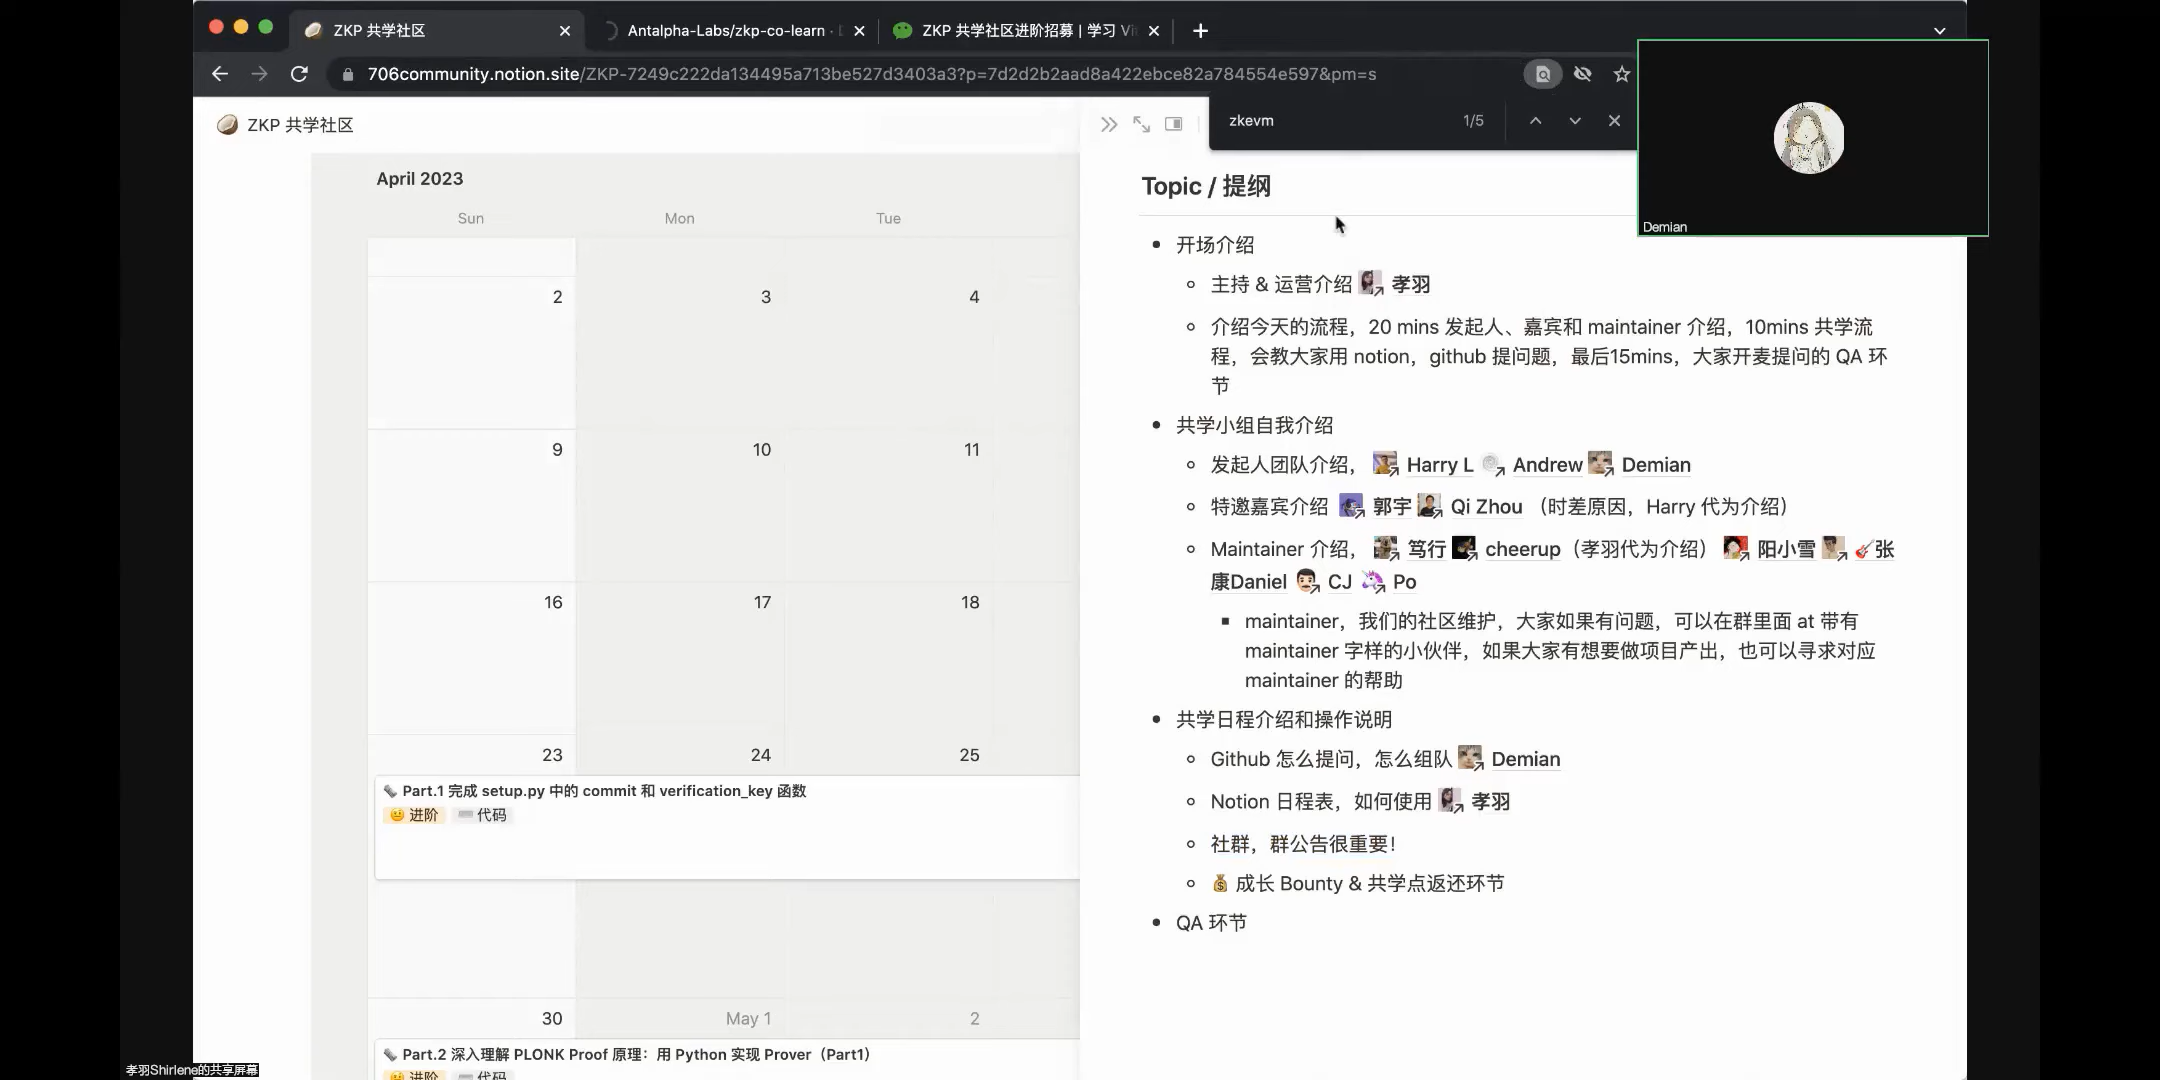 ZKP 共学社区
Antalpha-Labs/zkp-co-learn ·
ZKP 共学社区进阶招募 | 学习 Vi
706community.notion.site/ZKP-7249c222da134495a713be527d3403a3?p=7d2d2b2aad8a422ebce82a784554e597&pm=s
zkevm
1/5
ZKP 共学社区
Demian
April 2023
Sun
Mon
Tue
2
3
4
9
10
11
16
17
18
23
24
25
Part.1 完成 setup.py 中的 commit 和 verification_key 函数
进阶
代码
30
May 1
2
Part.2 深入理解 PLONK Proof 原理：用 Python 实现 Prover（Part1）
进阶
代码
Topic / 提纲
• 开场介绍
主持 & 运营介绍 孝羽
介绍今天的流程，20 mins 发起人、嘉宾和 maintainer 介绍，10mins 共学流
程，会教大家用 notion，github 提问题，最后15mins，大家开麦提问的 QA 环
节
• 共学小组自我介绍
发起人团队介绍， Harry L Andrew Demian
特邀嘉宾介绍 郭宇 Qi Zhou （时差原因，Harry 代为介绍）
Maintainer 介绍， 笃行 cheerup（孝羽代为介绍） 阳小雪 🎸张
康Daniel CJ Po
maintainer，我们的社区维护，大家如果有问题，可以在群里面 at 带有
maintainer 字样的小伙伴，如果大家有想要做项目产出，也可以寻求对应
maintainer 的帮助
• 共学日程介绍和操作说明
Github 怎么提问，怎么组队 Demian
Notion 日程表，如何使用 孝羽
社群，群公告很重要！
💰 成长 Bounty & 共学点返还环节
• QA 环节
孝羽Shirlene的共享屏幕